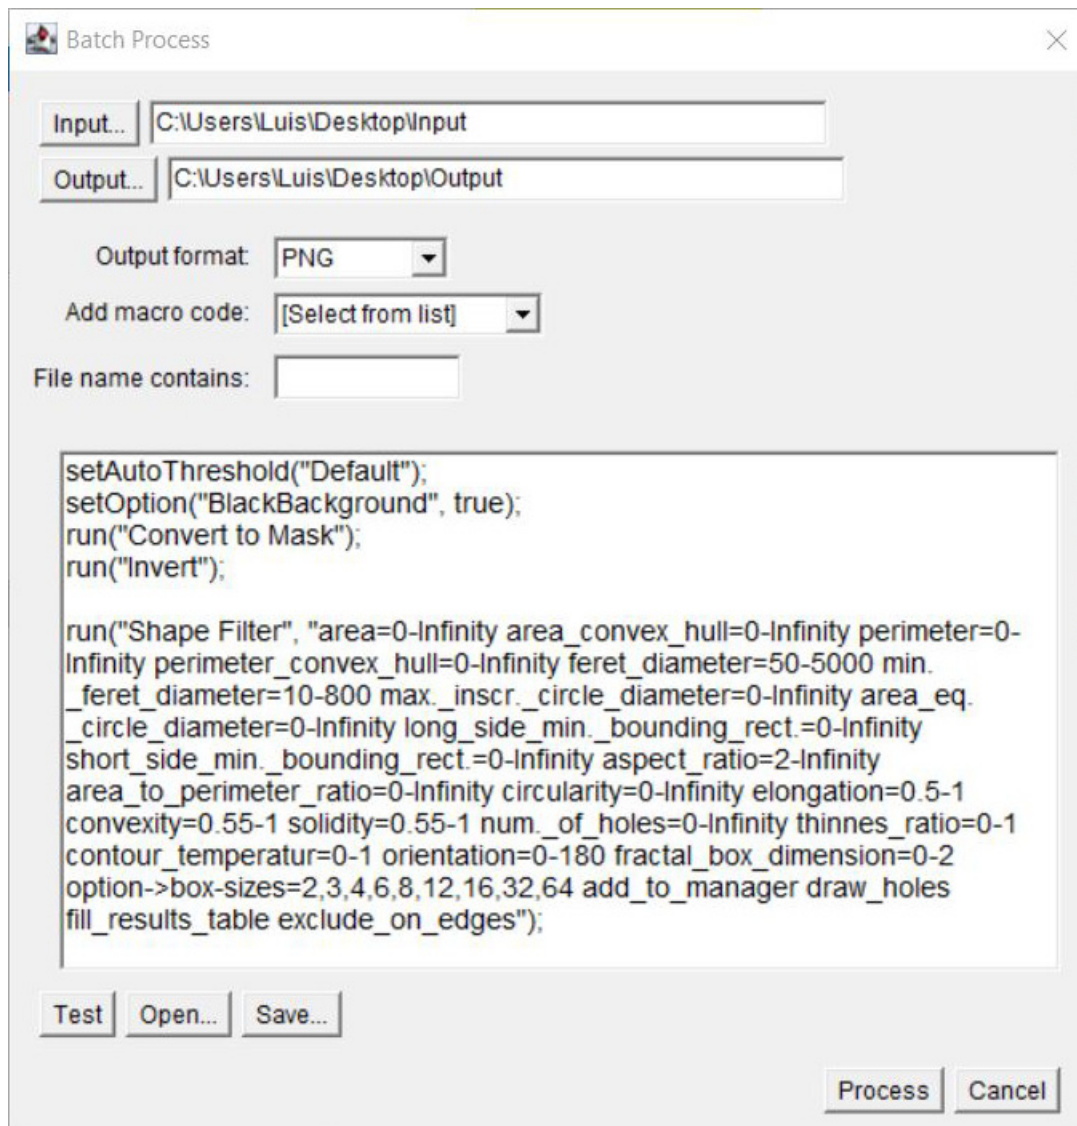 Batch Process
Input... C:\Users\Luis\Desktop\Input
Output... C:\Users\Luis\Desktop\Output
Output format: PNG
Add macro code: [Select from list]
File name contains:
setAutoThreshold("Default");
setOption("BlackBackground", true);
run("Convert to Mask");
run("Invert");
run("Shape Filter", "area=0-Infinity area_convex_hull=0-Infinity perimeter=0-
Infinity perimeter_convex_hull=0-Infinity feret_diameter=50-5000 min.
_feret_diameter=10-800 max._inscr._circle_diameter=0-Infinity area_eq.
_circle_diameter=0-Infinity long_side_min._bounding_rect.=0-Infinity
short_side_min._bounding_rect.=0-Infinity aspect_ratio=2-Infinity
area_to_perimeter_ratio=0-Infinity circularity=0-Infinity elongation=0.5-1
convexity=0.55-1 solidity=0.55-1 num._of_holes=0-Infinity thinnes_ratio=0-1
contour_temperatur=0-1 orientation=0-180 fractal_box_dimension=0-2
option->box-sizes=2,3,4,6,8,12,16,32,64 add_to_manager draw_holes
fill_results_table exclude_on_edges");
Test Open... Save...
Process Cancel